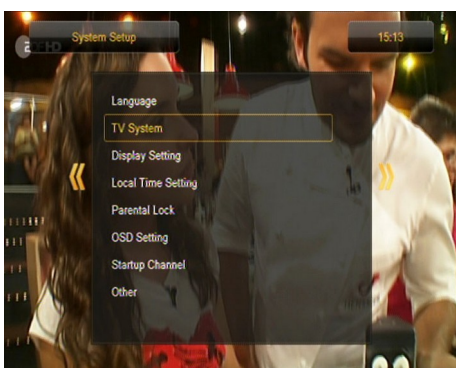 System Setup
15:13
Language
TV System
Display Setting
Local Time Setting
Parental Lock
OSD Setting
Startup Channel
Other